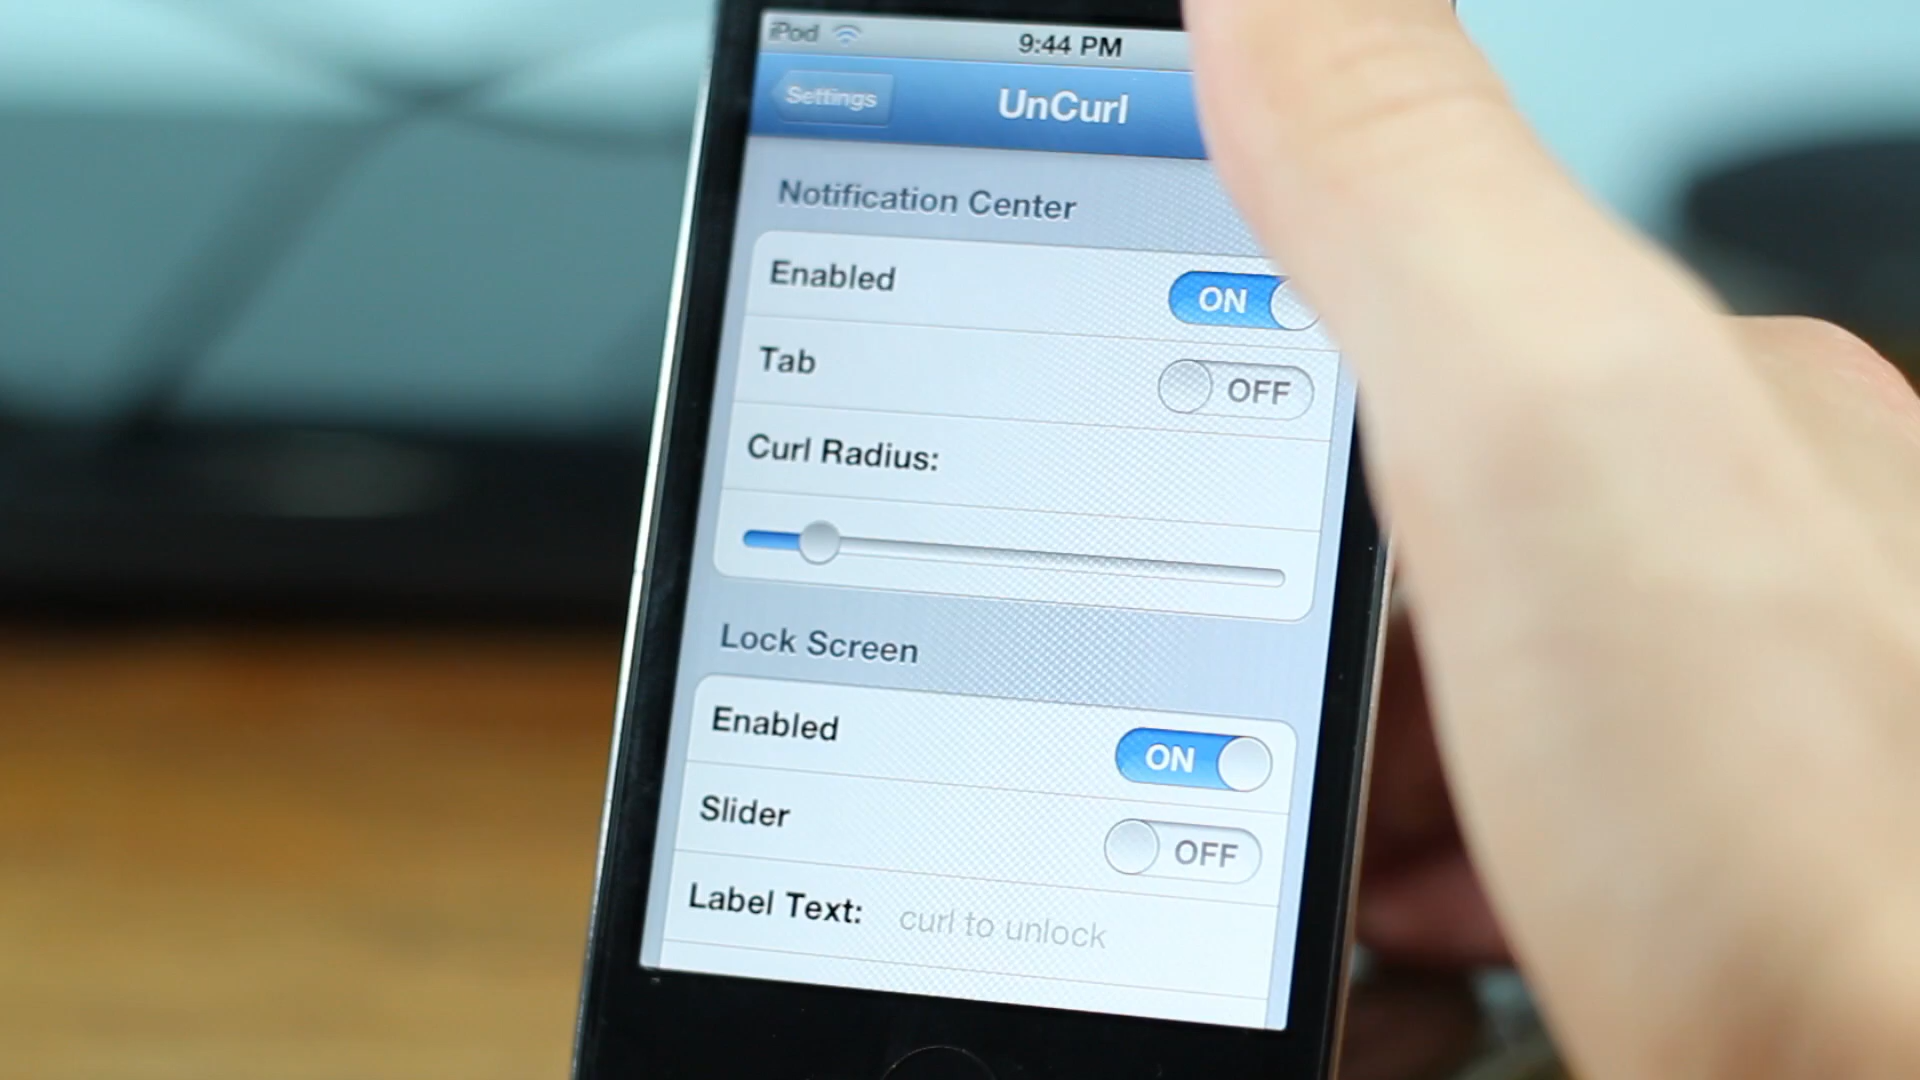 iPod 9:44 PM
Settings UnCurl
Notification Center
Enabled ON
Tab OFF
Curl Radius:
Lock Screen
Enabled ON
Slider OFF
Label Text: curl to unlock